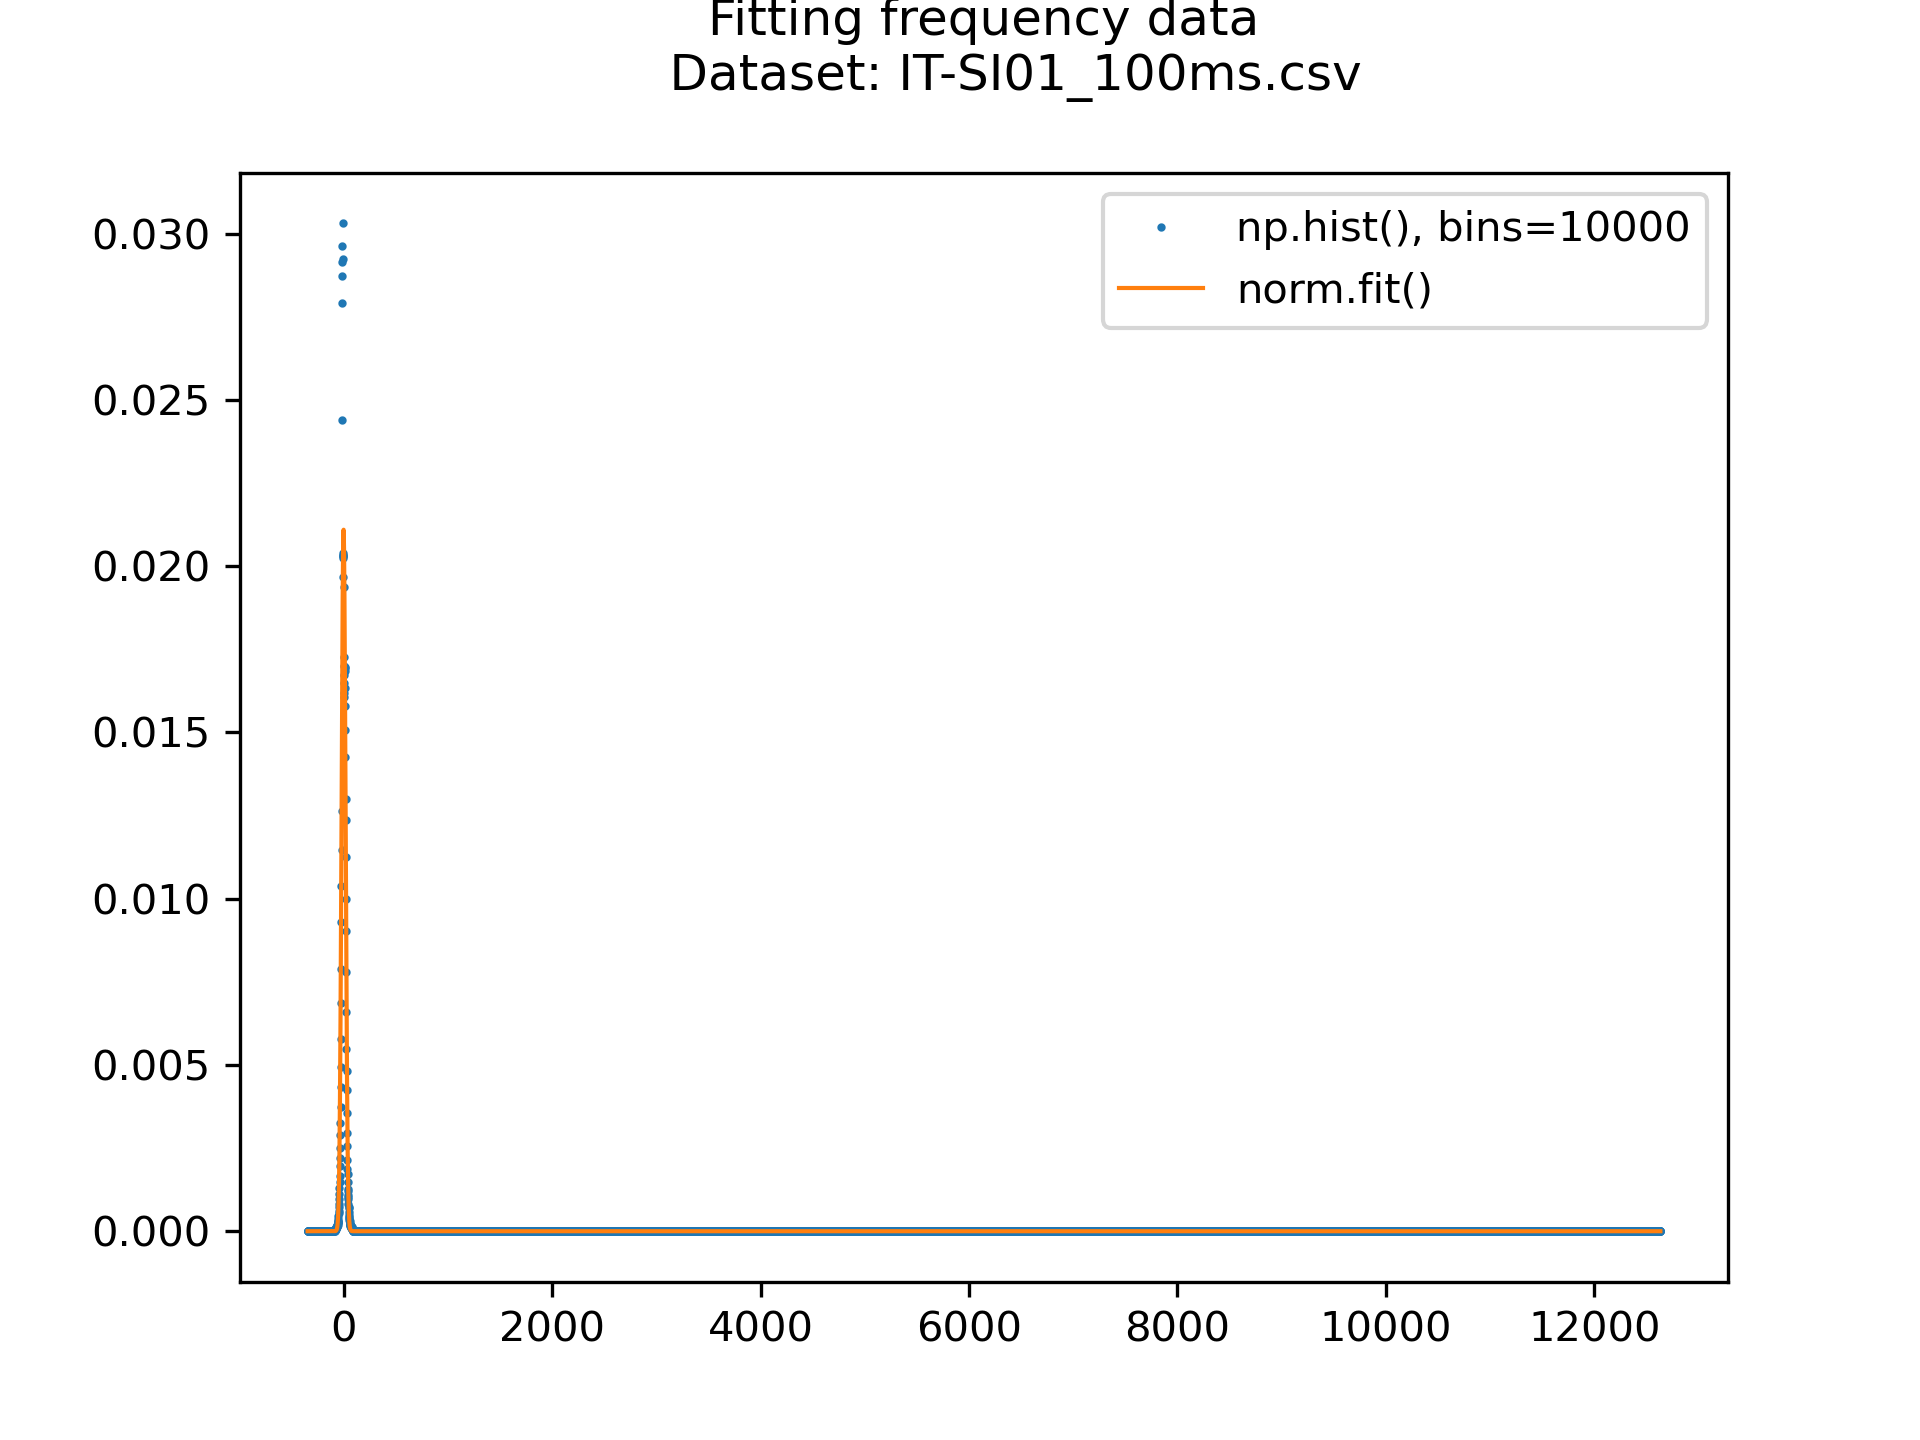 Fitting frequency data
Dataset: IT-SI01_100ms.csv
np.hist(), bins=10000
norm.fit()
0.030
0.025
0.020
0.015
0.010
0.005
0.000
0 2000 4000 6000 8000 10000 12000